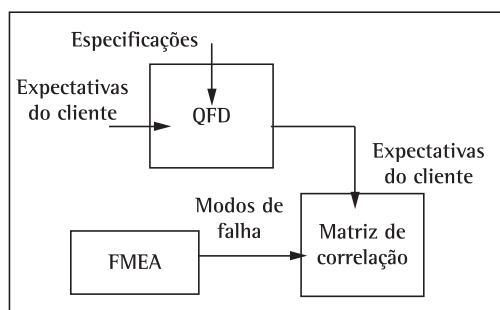 Especificações
Expectativas
do cliente
QFD
Expectativas
do cliente
Modos de
falha
FMEA
Matriz de
correlação